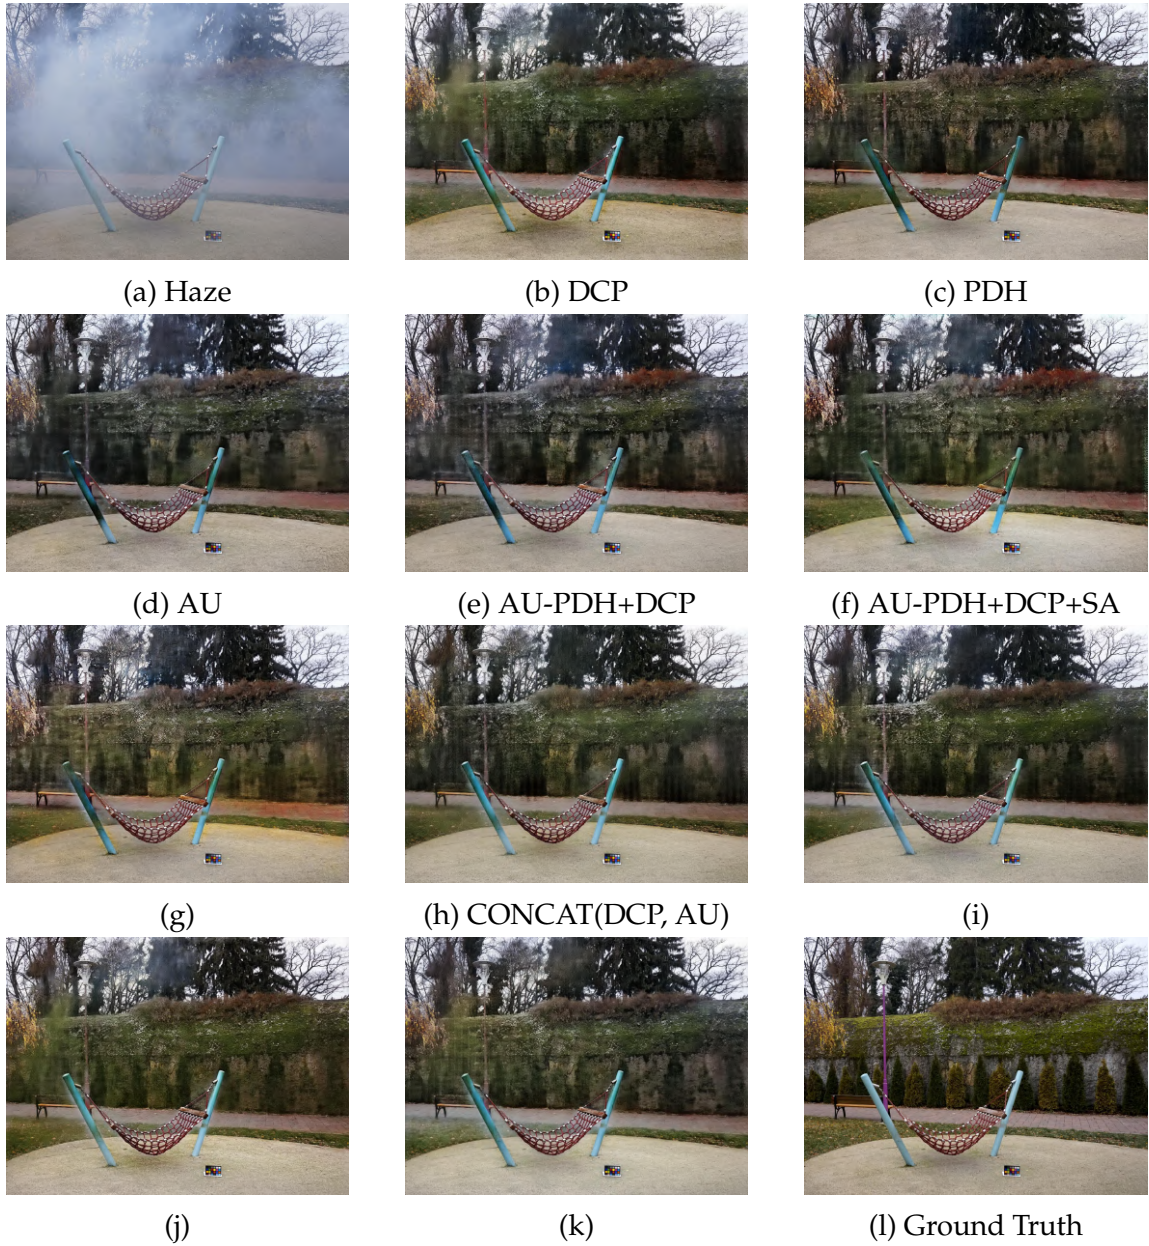 (a) Haze
(b) DCP
(c) PDH
(d) AU
(e) AU-PDH+DCP
(f) AU-PDH+DCP+SA
(g)
(h) CONCAT(DCP, AU)
(i)
(j)
(k)
(l) Ground Truth